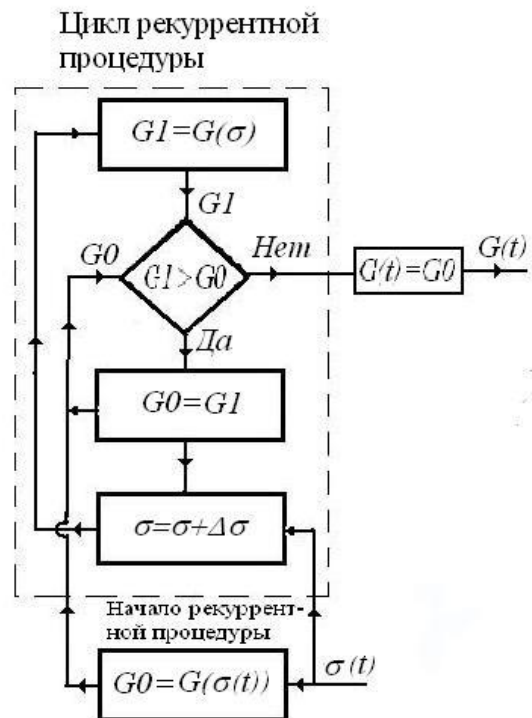 Цикл рекуррентной
процедуры
G1=G(σ)
G1
G0
G1>G0
Нет
G(t)=G0
G(t)
Да
G0=G1
σ=σ+Δσ
Начало рекуррент-
ной процедуры
G0=G(σ(t))
σ(t)